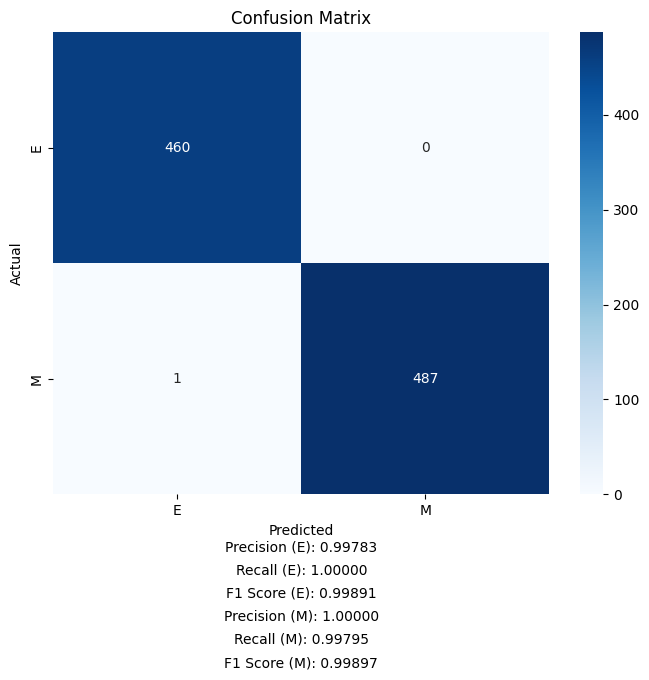 Confusion Matrix
E
460
0
400
300
Actual
200
M
1
487
100
0
E
M
Predicted
Precision (E): 0.99783
Recall (E): 1.00000
F1 Score (E): 0.99891
Precision (M): 1.00000
Recall (M): 0.99795
F1 Score (M): 0.99897